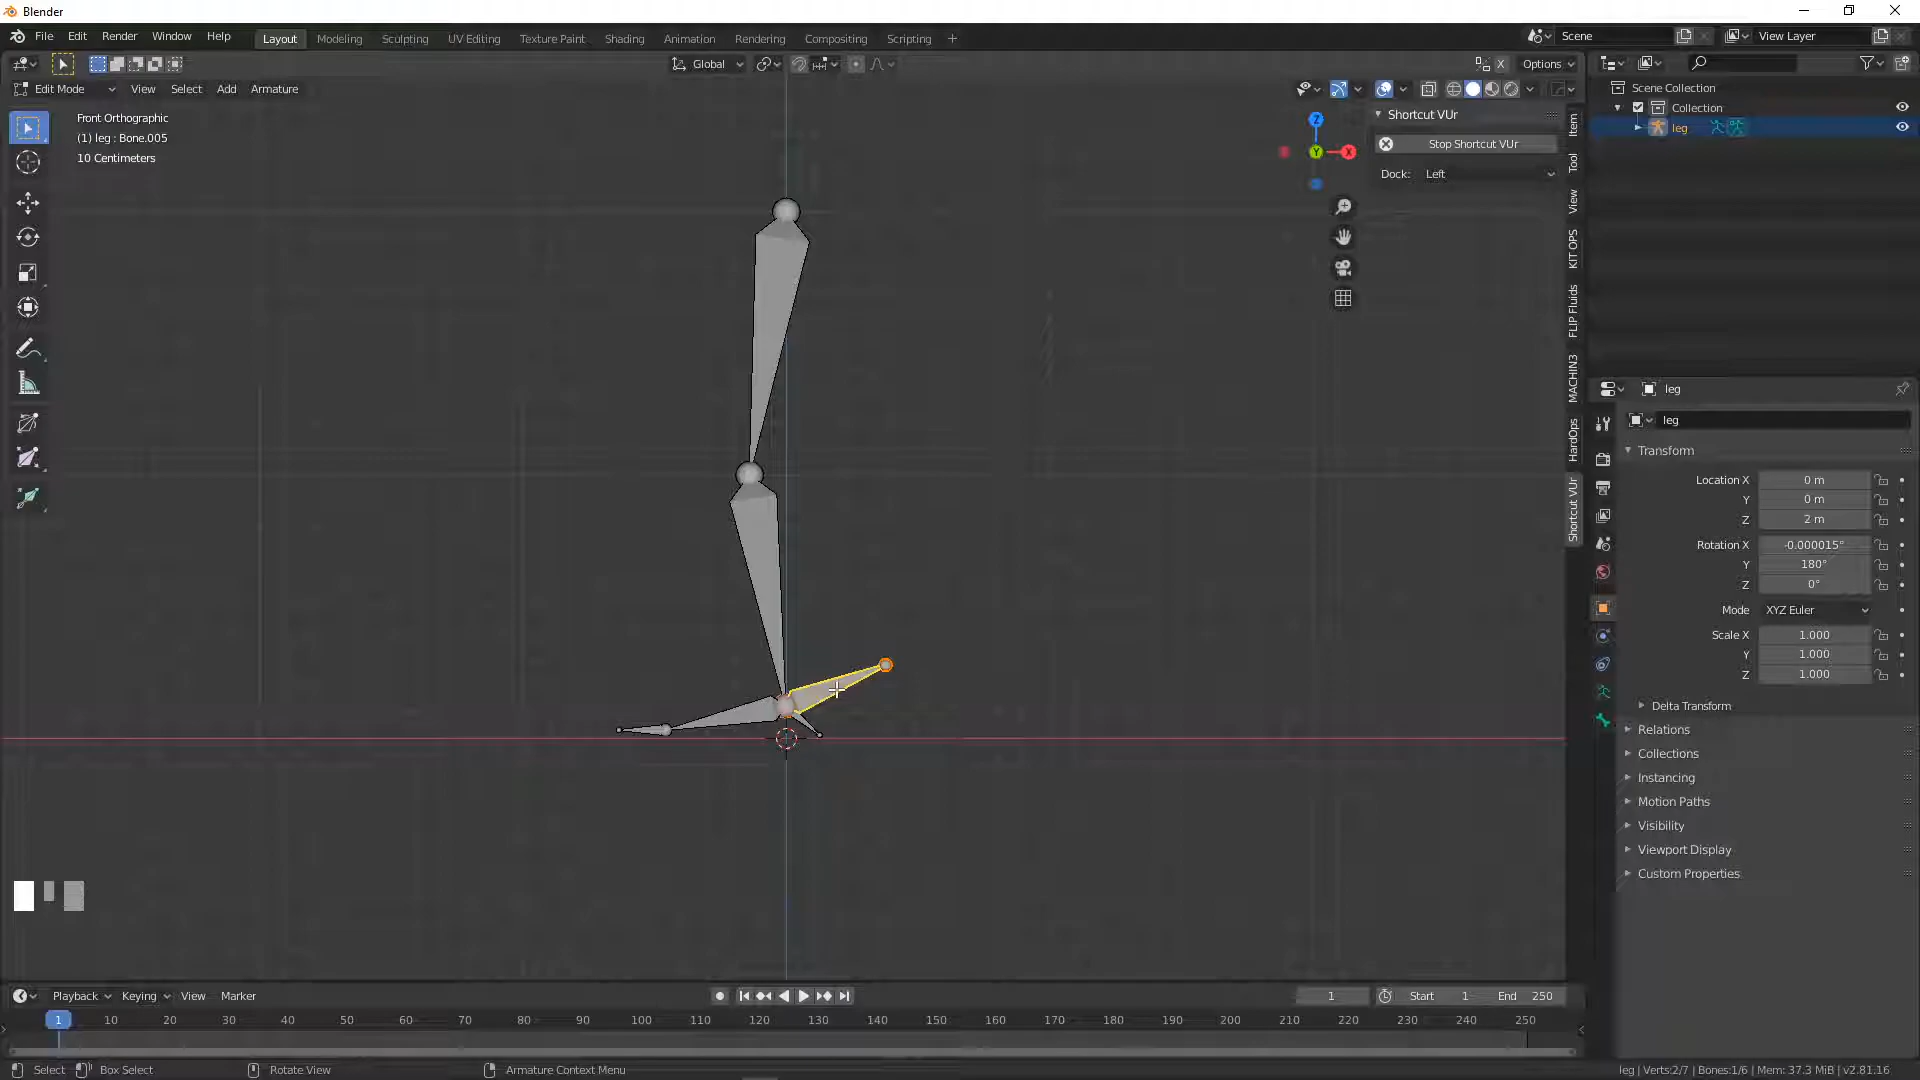 Blender
File Edit Render Window Help
Layout Modeling Sculpting UV Editing Texture Paint Shading Animation Rendering Compositing Scripting +
Scene
View Layer
Global
Options
Edit Mode View Select Add Armature
Front Orthographic
(1) leg : Bone.005
10 Centimeters
Z
Y
X
Shortcut VUr
Stop Shortcut VUr
Dock: Left
Item
Tool
View
KIT OPS
FLIP Fluids
MACHIN3
HardOps
Shortcut VUr
Scene Collection
Collection
leg
leg
leg
Transform
Location X 0 m
Y 0 m
Z 2 m
Rotation X -0.000015°
Y 180°
Z 0°
Mode XYZ Euler
Scale X 1.000
Y 1.000
Z 1.000
Delta Transform
Relations
Collections
Instancing
Motion Paths
Visibility
Viewport Display
Custom Properties
Playback Keying View Marker
1 Start 1 End 250
1 10 20 30 40 50 60 70 80 90 100 110 120 130 140 150 160 170 180 190 200 210 220 230 240 250
Select Box Select Rotate View Armature Context Menu
leg | Verts:2/7 | Bones:1/6 | Mem: 37.3 MiB | v2.81.16